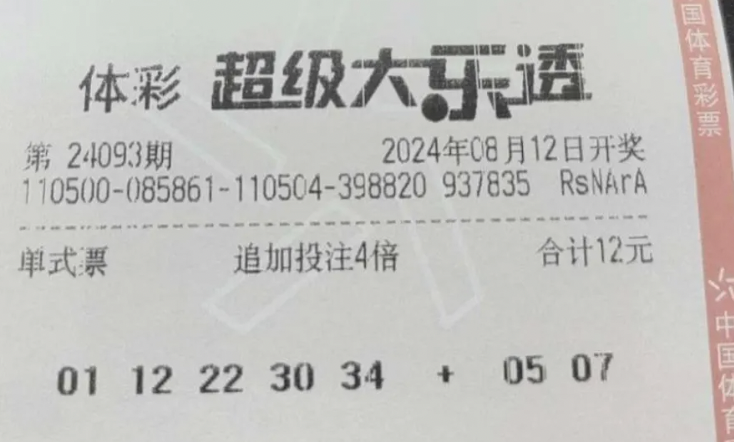 体彩 超级大乐透
第 24093期 2024年08月12日开奖
110500-085861-110504-398820 937835 RsNArA
单式票 追加投注4倍 合计12元
01 12 22 30 34 + 05 07
国体育彩票
中国体育